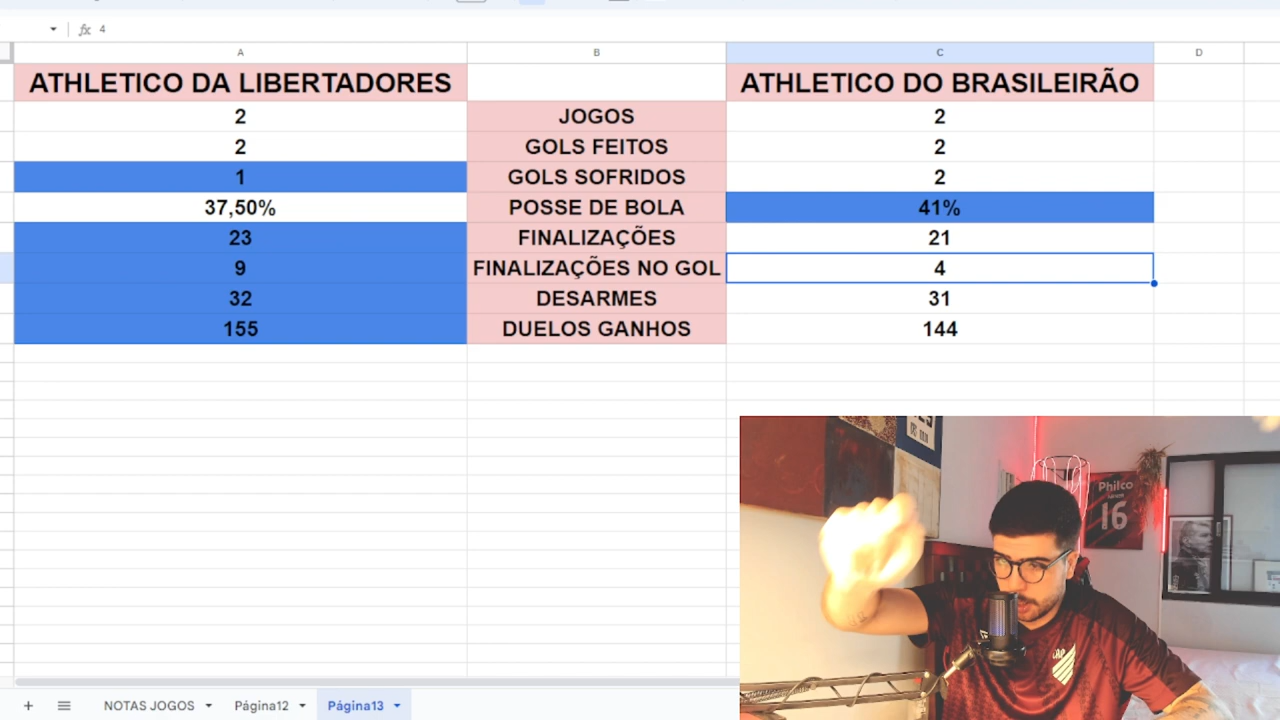 fx 4
A B C D
ATHLETICO DA LIBERTADORES ATHLETICO DO BRASILEIRÃO
2 JOGOS 2
2 GOLS FEITOS 2
1 GOLS SOFRIDOS 2
37,50% POSSE DE BOLA 41%
23 FINALIZAÇÕES 21
9 FINALIZAÇÕES NO GOL 4
32 DESARMES 31
155 DUELOS GANHOS 144
Philco
16
CAP
+ NOTAS JOGOS Página12 Página13